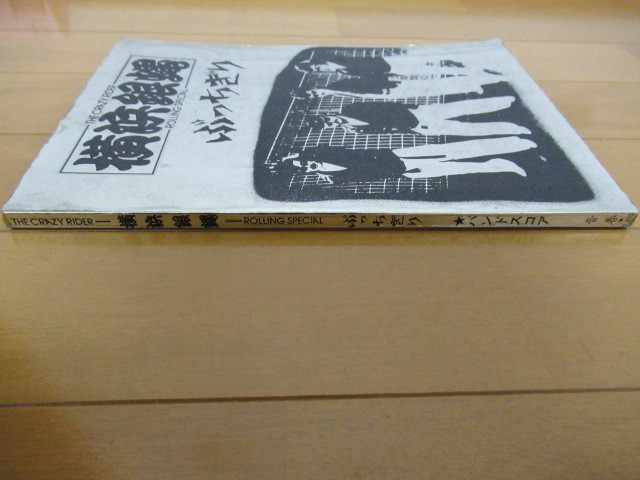 THE CRAZY RIDER
横浜銀蝿
ROLLING SPECIAL
ぶっちぎり
THE CRAZY RIDER 横浜銀蝿 ROLLING SPECIAL ぶっちぎり ★バンドスコア